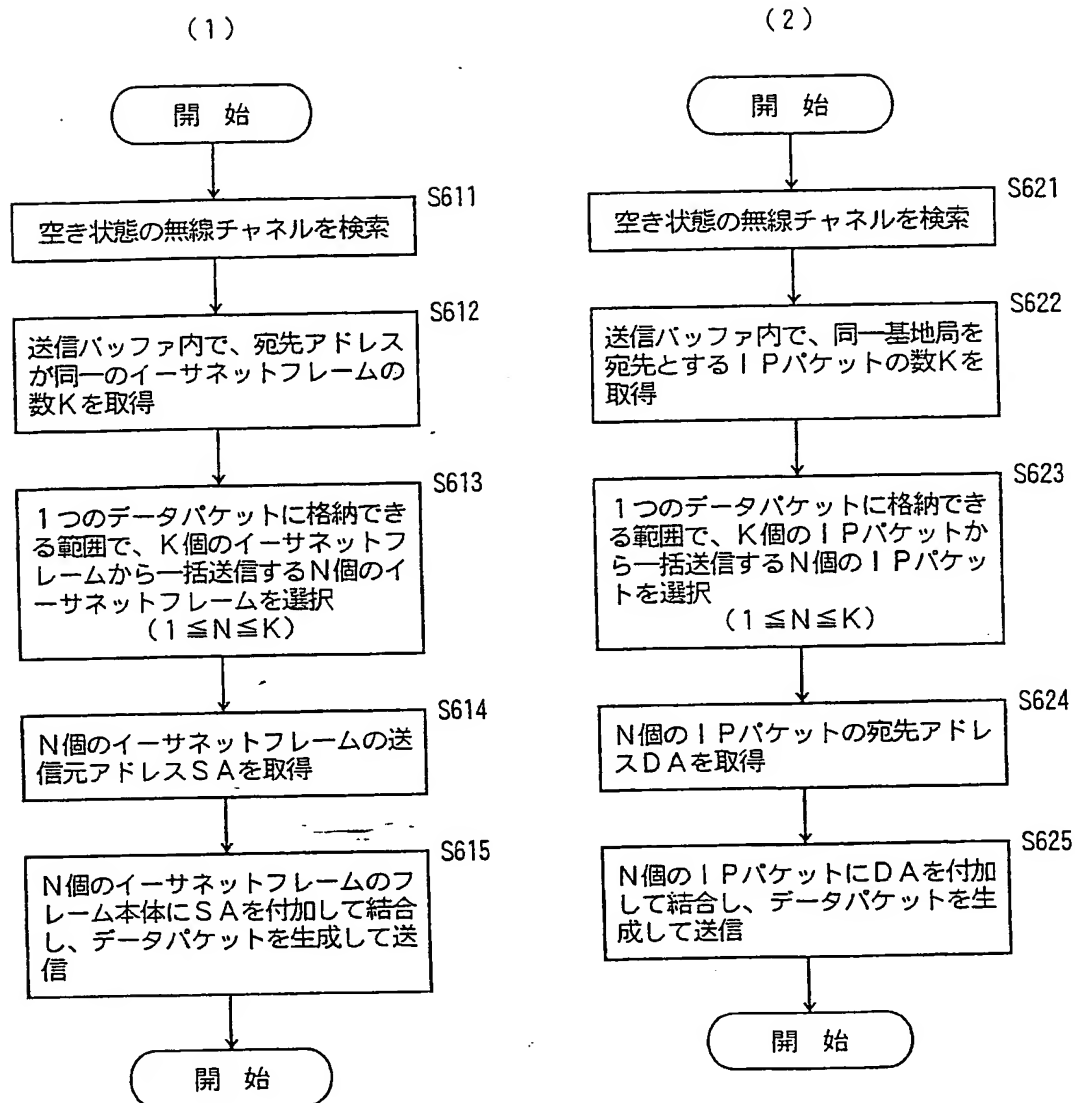 (1)
開 始
S611
空き状態の無線チャネルを検索
S612
送信バッファ内で、宛先アドレス
が同一のイーサネットフレームの
数Kを取得
S613
1つのデータパケットに格納でき
る範囲で、K個のイーサネットフ
レームから一括送信するN個のイ
ーサネットフレームを選択
(1≦N≦K)
S614
N個のイーサネットフレームの送
信元アドレスSAを取得
S615
N個のイーサネットフレームのフ
レーム本体にSAを付加して結合
し、データパケットを生成して送
信
開 始
(2)
開 始
S621
空き状態の無線チャネルを検索
S622
送信バッファ内で、同一基地局を
宛先とするIPパケットの数Kを
取得
S623
1つのデータパケットに格納でき
る範囲で、K個のIPパケットか
ら一括送信するN個のIPパケッ
トを選択
(1≦N≦K)
S624
N個のIPパケットの宛先アドレ
スDAを取得
S625
N個のIPパケットにDAを付加
して結合し、データパケットを生
成して送信
開 始